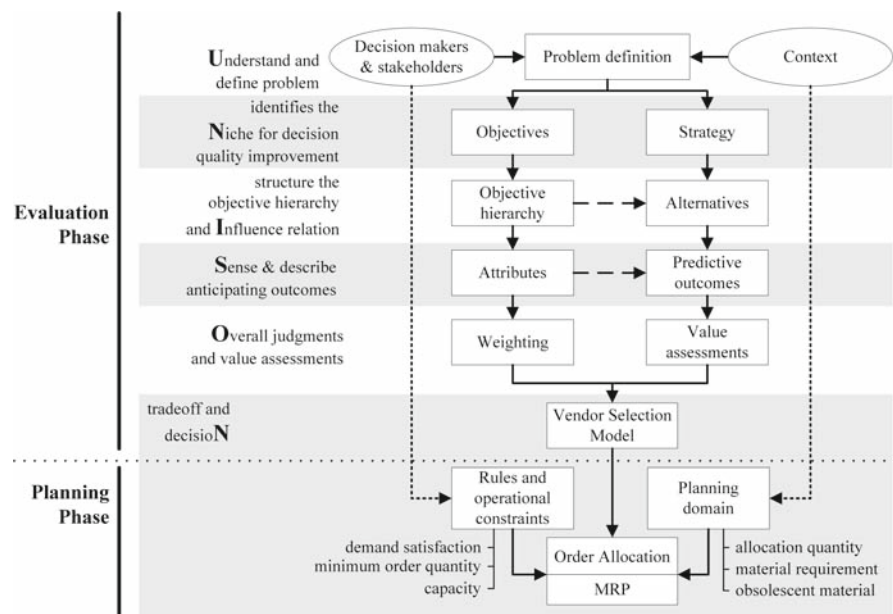 Decision makers
& stakeholders
Problem definition
Context
Understand and
define problem
identifies the
Niche for decision
quality improvement
Objectives
Strategy
structure the
objective hierarchy
and Influence relation
Objective
hierarchy
Alternatives
Evaluation
Phase
Sense & describe
anticipating outcomes
Attributes
Predictive
outcomes
Overall judgments
and value assessments
Weighting
Value
assessments
tradeoff and
decisioN
Vendor Selection
Model
Planning
Phase
Rules and
operational
constraints
Planning
domain
demand satisfaction
minimum order quantity
capacity
Order Allocation
MRP
allocation quantity
material requirement
obsolescent material